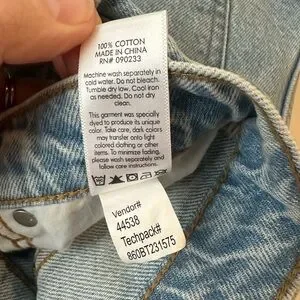 100% COTTON
MADE IN CHINA
RN# 090233
Machine wash separately in
cold water. Do not bleach.
Tumble dry low. Cool iron
as needed. Do not dry
clean.
This garment was specially
dyed to produce its unique
color. Take care, dark colors
may transfer onto light
colored clothing or other
items. To minimize fading,
please wash separately and
follow care instructions.
Vendor#
44538
Techpack#
860BT231575